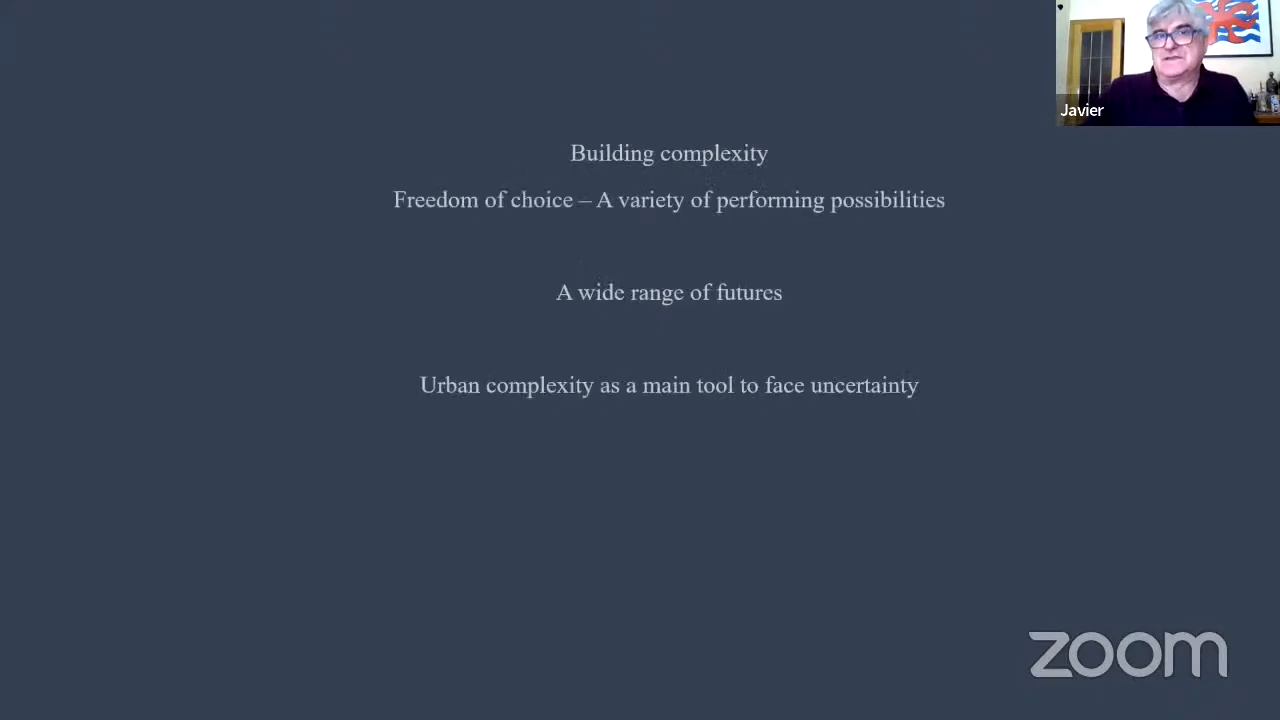 Javier
Building complexity
Freedom of choice – A variety of performing possibilities
A wide range of futures
Urban complexity as a main tool to face uncertainty
zoom